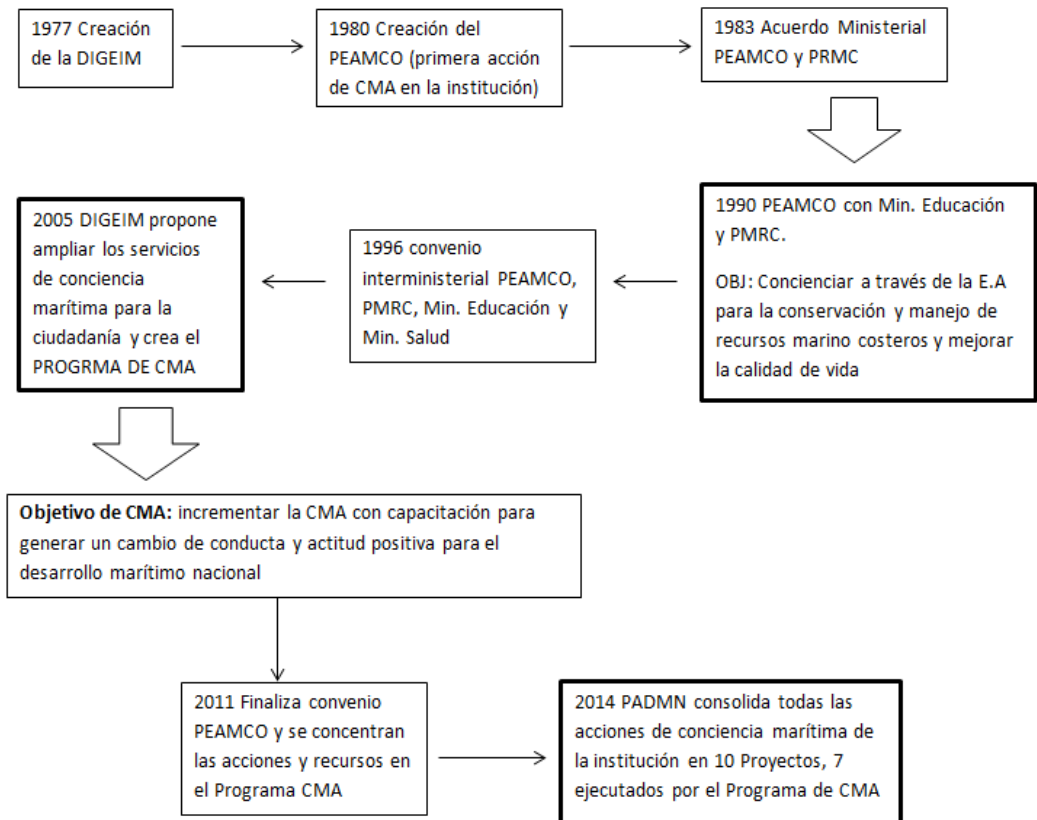 1977 Creación
de la DIGEIM
1980 Creación del
PEAMCO (primera acción
de CMA en la institución)
1983 Acuerdo Ministerial
PEAMCO y PRMC
1990 PEAMCO con Min. Educación
y PMRC.
OBJ: Concienciar a través de la E.A
para la conservación y manejo de
recursos marino costeros y mejorar
la calidad de vida
1996 convenio
interministerial PEAMCO,
PMRC, Min. Educación y
Min. Salud
2005 DIGEIM propone
ampliar los servicios
de conciencia
marítima para la
ciudadanía y crea el
PROGRMA DE CMA
Objetivo de CMA: incrementar la CMA con capacitación para
generar un cambio de conducta y actitud positiva para el
desarrollo marítimo nacional
2011 Finaliza convenio
PEAMCO y se concentran
las acciones y recursos en
el Programa CMA
2014 PADMN consolida todas las
acciones de conciencia marítima de
la institución en 10 Proyectos, 7
ejecutados por el Programa de CMA